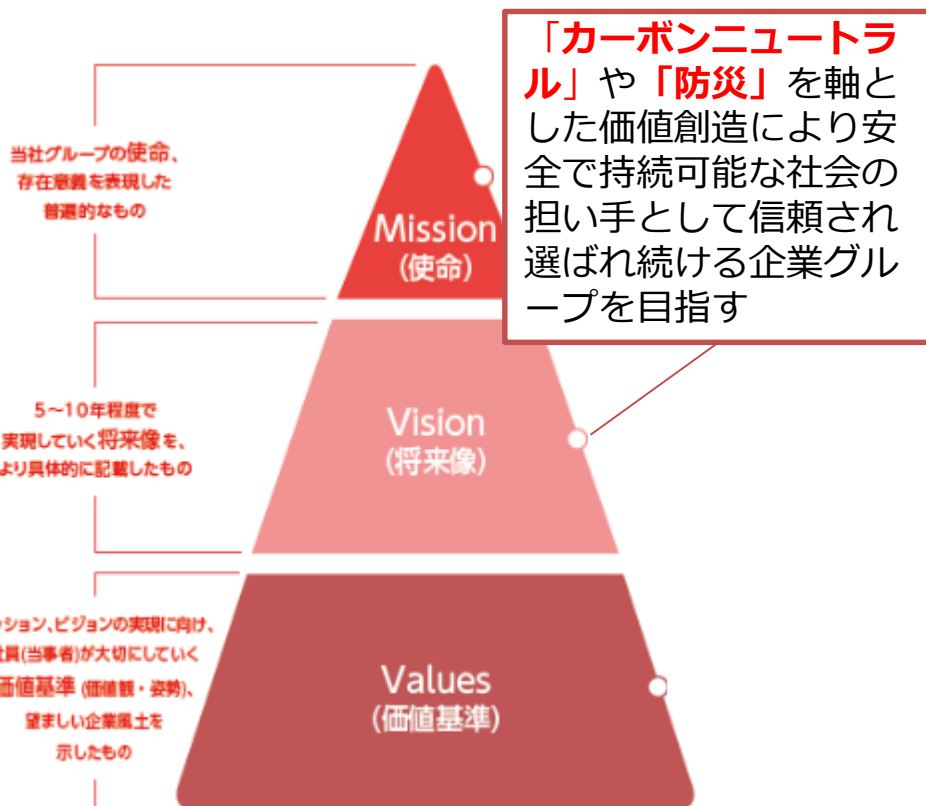 「カーボンニュートラ
ル」や「防災」を軸と
した価値創造により安
全で持続可能な社会の
担い手として信頼され
選ばれ続ける企業グル
ープを目指す
当社グループの使命、
存在意義を表現した
普遍的なもの
Mission
(使命)
5～10年程度で
実現していく将来像を、
より具体的に記載したもの
Vision
(将来像)
ション、ビジョンの実現に向け、
社員(当事者)が大切にしていく
価値基準 (価値観・姿勢)、
望ましい企業風土を
示したもの
Values
(価値基準)